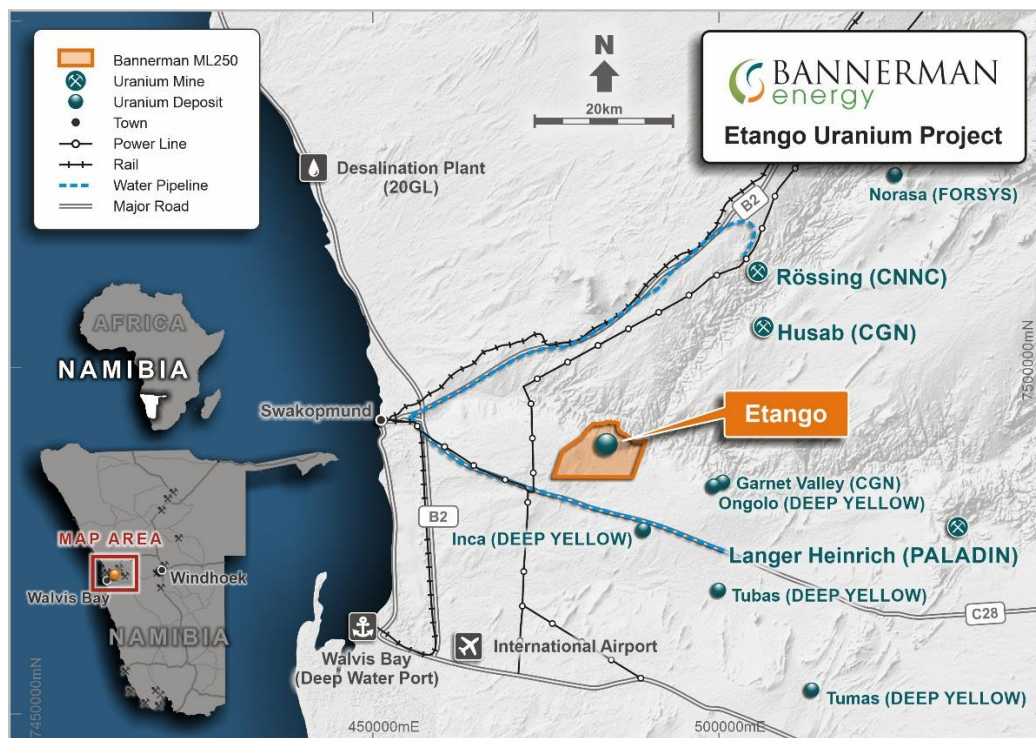 Bannerman ML250
Uranium Mine
Uranium Deposit
Town
Power Line
Rail
Water Pipeline
Major Road
N
20km
BANNERMAN
energy
Etango Uranium Project
Desalination Plant
(20GL)
B2
Norasa (FORSYS)
Rössing (CNNC)
Husab (CGN)
AFRICA
NAMIBIA
7500000mN
Swakopmund
Etango
Garnet Valley (CGN)
Ongolo (DEEP YELLOW)
B2
Inca (DEEP YELLOW)
Langer Heinrich (PALADIN)
MAP AREA
Windhoek
Walvis Bay
NAMIBIA
Tubas (DEEP YELLOW)
C28
International Airport
Walvis Bay
(Deep Water Port)
Tumas (DEEP YELLOW)
7450000mN
450000mE
500000mE